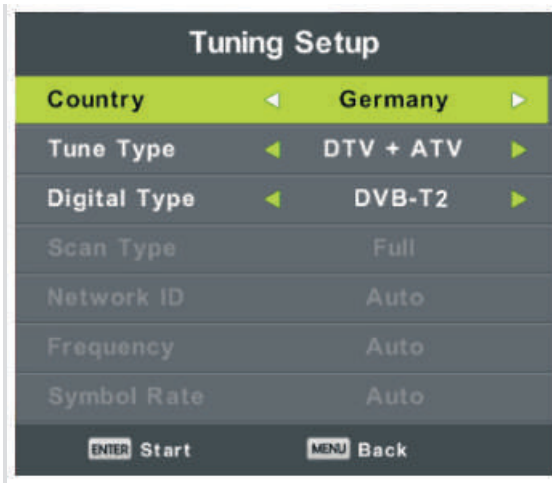 Tuning Setup
Country Germany
Tune Type DTV + ATV
Digital Type DVB-T2
Scan Type Full
Network ID Auto
Frequency Auto
Symbol Rate Auto
ENTER Start MENU Back